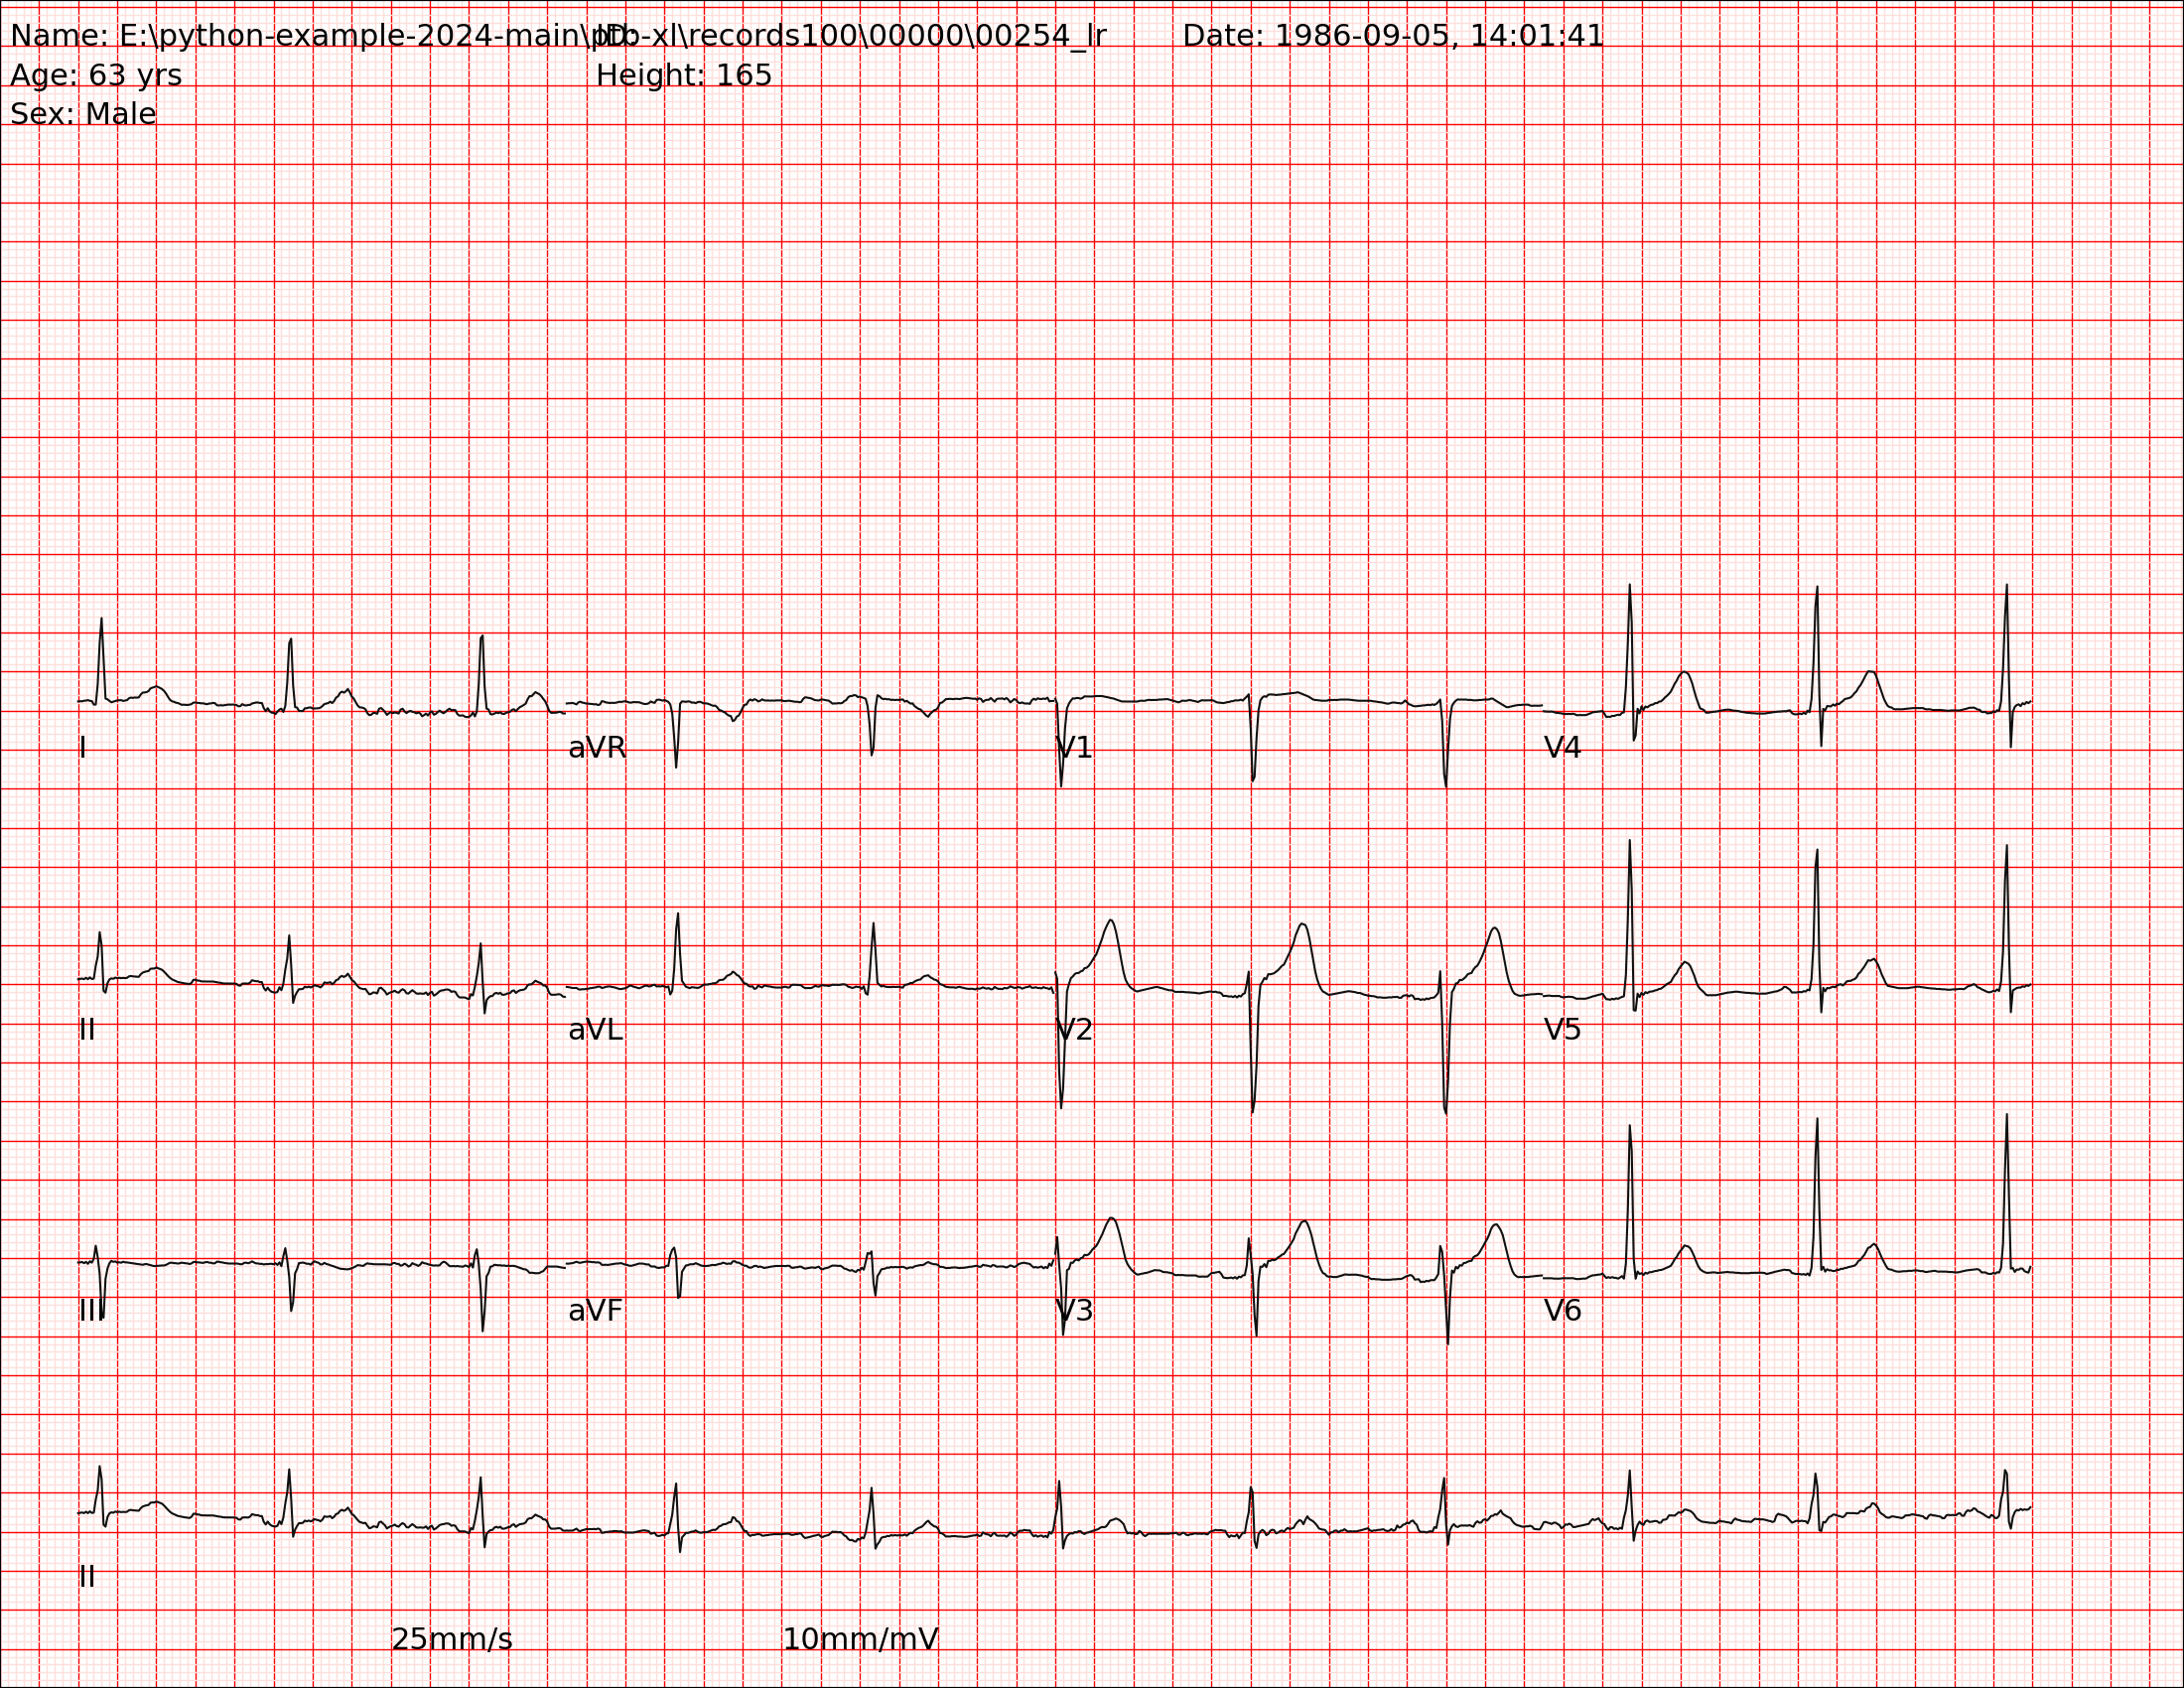 Name: E:\python-example-2024-main\ptb-xl\records100\00000\00254_lr ID: Date: 1986-09-05, 14:01:41
Age: 63 yrs Height: 165
Sex: Male
I aVR V1 V4
II aVL V2 V5
III aVF V3 V6
II
25mm/s 10mm/mV